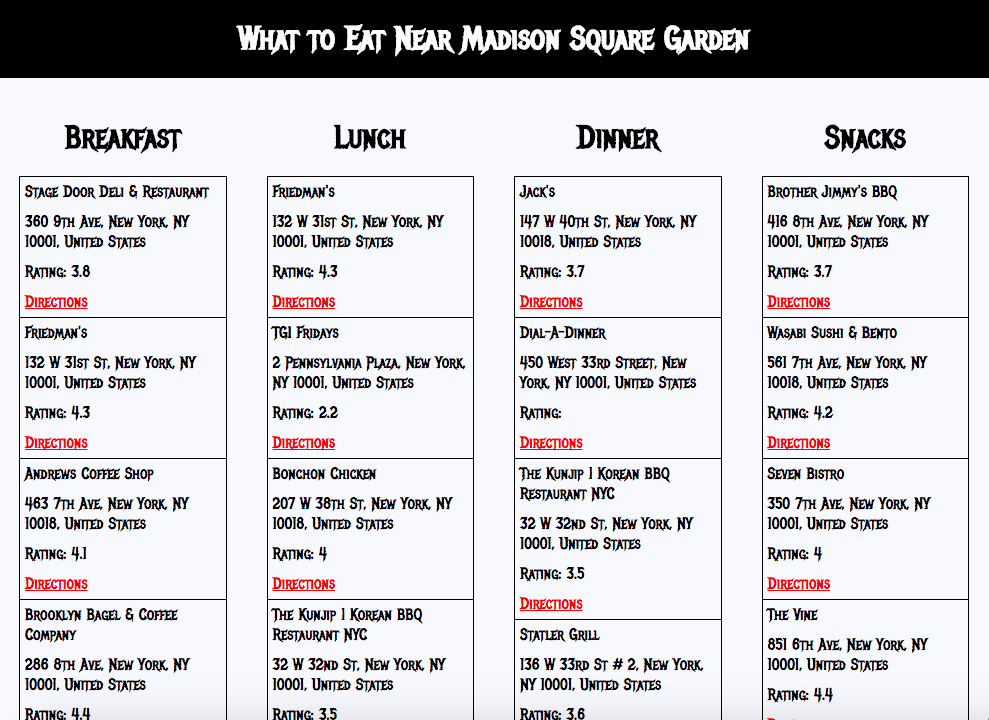 What to Eat Near Madison Square Garden
Breakfast
Stage Door Deli & Restaurant
360 9th Ave, New York, NY
10001, United States
Rating: 3.8
Directions
Friedman's
132 W 31st St, New York, NY
10001, United States
Rating: 4.3
Directions
Andrews Coffee Shop
463 7th Ave, New York, NY
10018, United States
Rating: 4.1
Directions
Brooklyn Bagel & Coffee
Company
286 8th Ave, New York, NY
10001, United States
Rating: 4.4
Lunch
Friedman's
132 W 31st St, New York, NY
10001, United States
Rating: 4.3
Directions
TGI Fridays
2 Pennsylvania Plaza, New York,
NY 10001, United States
Rating: 2.2
Directions
Bonchon Chicken
207 W 38th St, New York, NY
10018, United States
Rating: 4
Directions
The Kunjip | Korean BBQ
Restaurant NYC
32 W 32nd St, New York, NY
10001, United States
Rating: 3.5
Dinner
Jack's
147 W 40th St, New York, NY
10018, United States
Rating: 3.7
Directions
Dial-A-Dinner
450 West 33rd Street, New
York, NY 10001, United States
Rating:
Directions
The Kunjip | Korean BBQ
Restaurant NYC
32 W 32nd St, New York, NY
10001, United States
Rating: 3.5
Directions
Statler Grill
136 W 33rd St # 2, New York,
NY 10001, United States
Rating: 3.6
Snacks
Brother Jimmy's BBQ
416 8th Ave, New York, NY
10001, United States
Rating: 3.7
Directions
Wasabi Sushi & Bento
561 7th Ave, New York, NY
10018, United States
Rating: 4.2
Directions
Seven Bistro
350 7th Ave, New York, NY
10001, United States
Rating: 4
Directions
The Vine
851 6th Ave, New York, NY
10001, United States
Rating: 4.4